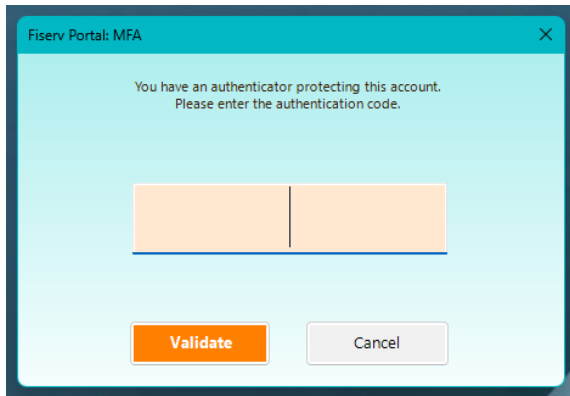 Fiserv Portal: MFA
You have an authenticator protecting this account.
Please enter the authentication code.
Validate
Cancel